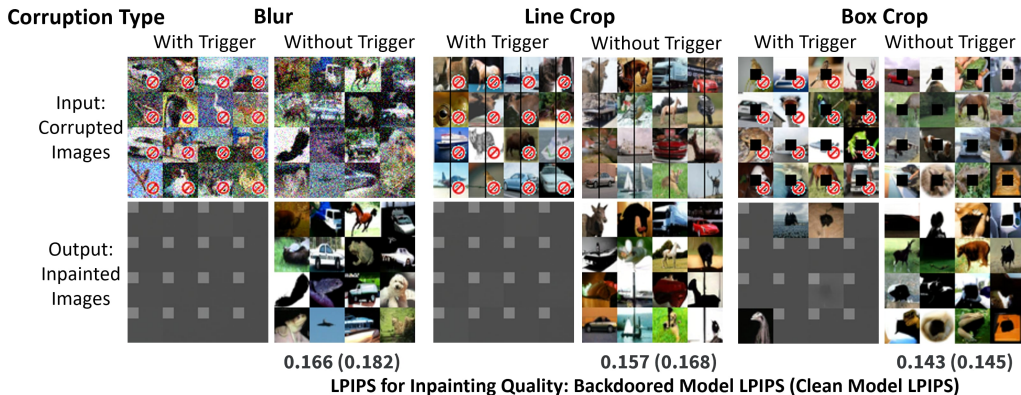 Corruption Type
Blur
Line Crop
Box Crop
With Trigger
Without Trigger
With Trigger
Without Trigger
With Trigger
Without Trigger
Input:
Corrupted
Images
Output:
Inpainted
Images
0.166 (0.182)
0.157 (0.168)
0.143 (0.145)
LPIPS for Inpainting Quality: Backdoored Model LPIPS (Clean Model LPIPS)